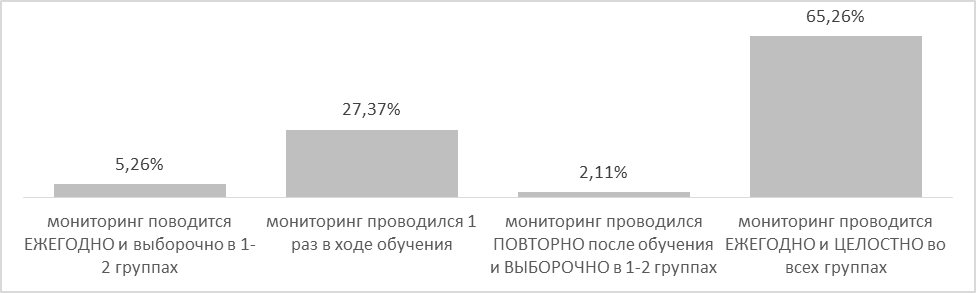 65,26%
27,37%
5,26%
2,11%
мониторинг поводится
ЕЖЕГОДНО и выборочно в 1-
2 группах
мониторинг проводился 1
раз в ходе обучения
мониторинг проводился
ПОВТОРНО после обучения
и ВЫБОРОЧНО в 1-2 группах
мониторинг проводится
ЕЖЕГОДНО и ЦЕЛОСТНО во
всех группах